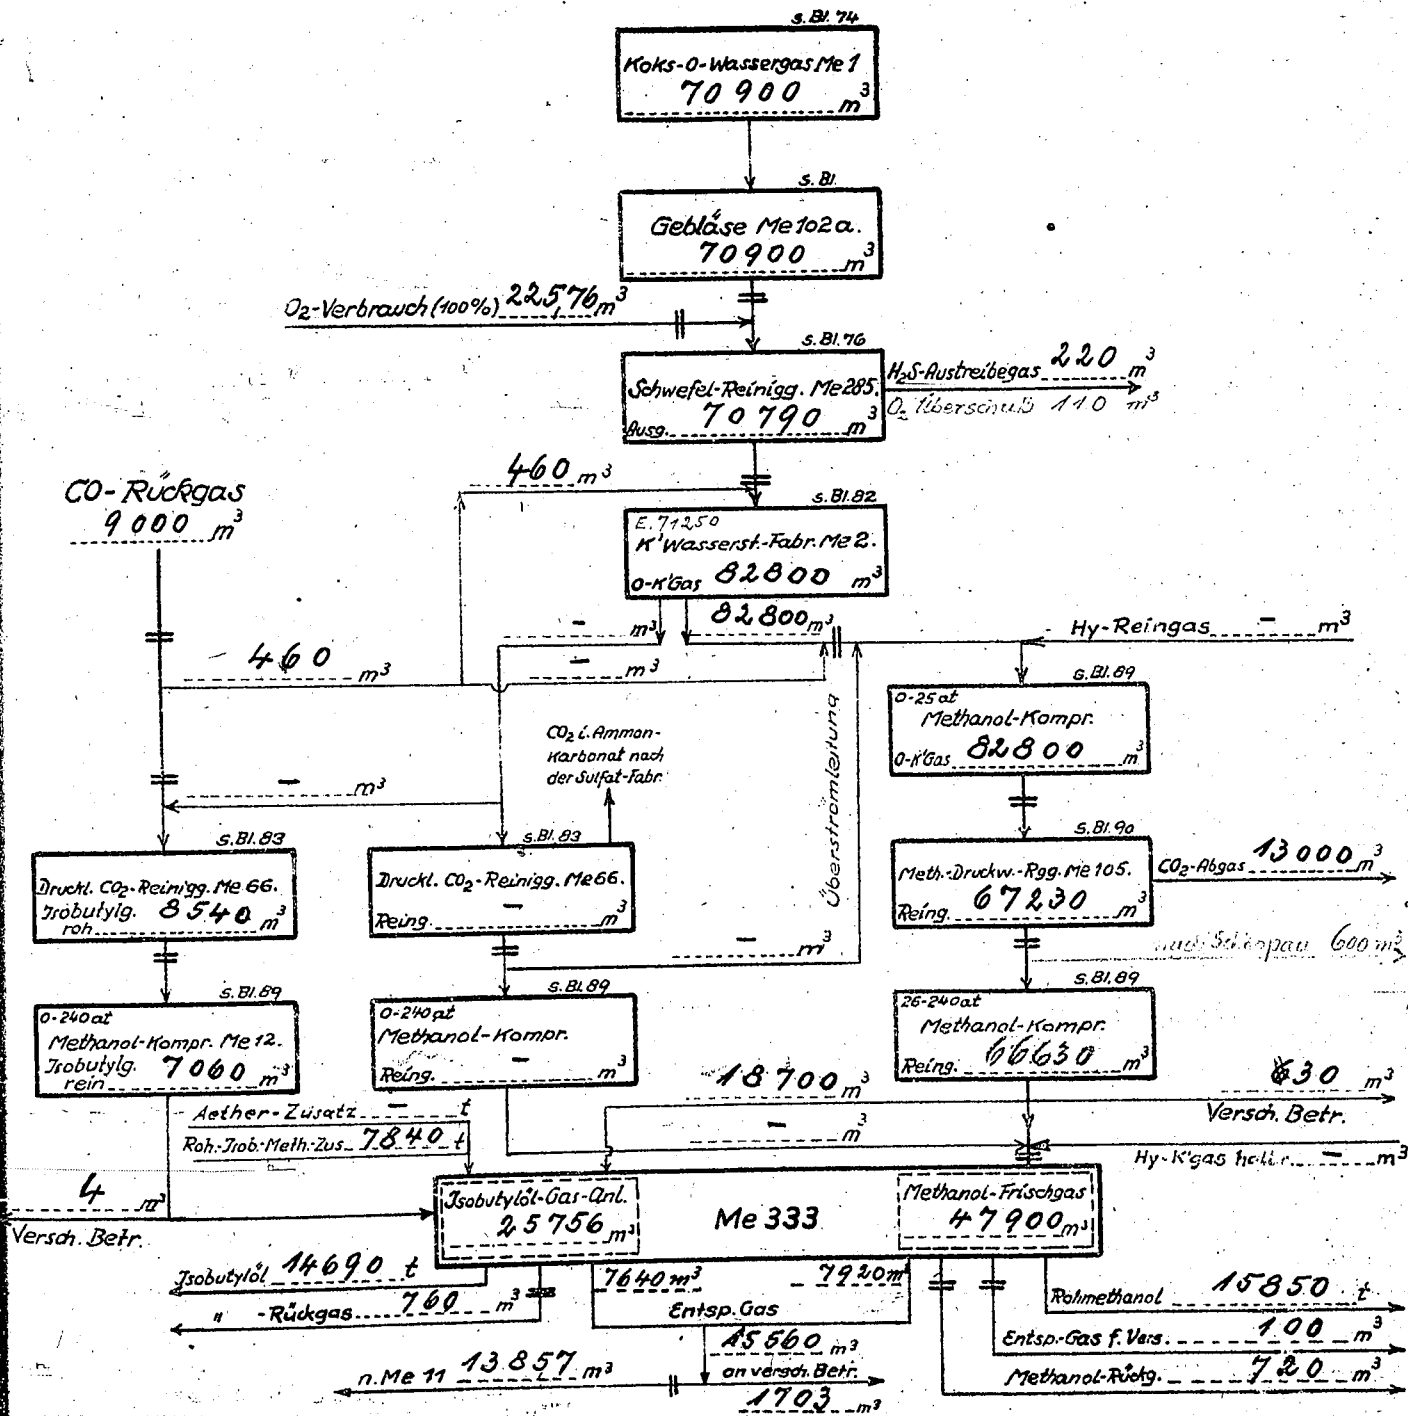 s. Bl. 74
Koks-O-Wassergas Me 1
70900 m³
s. Bl.
Gebläse Me 102 a.
70900 m³
O₂-Verbrauch (100%) 22,576 m³
s. Bl. 76
Schwefel-Reinigg. Me 285.
Ausg. 70790 m³
H₂S-Austreibegas 220 m³
O₂ Überschuß 110 m³
CO-Rückgas
9000 m³
460 m³
s. Bl. 82
E. 71250
K'Wasserst.-Fabr. Me 2.
O-K'Gas 82800 m³
- m³
82800 m³
Hy-Reingas - m³
460 m³
- m³
s. Bl. 89
0-25 at
Methanol-Kompr.
O-K'Gas 82800 m³
CO₂ i. Ammon-
Karbonat nach
der Sulfat-Fabr.
Überstromleitung
- m³
s. Bl. 83
Druckl. CO₂-Reinigg. Me 66.
Isobutylg. 8540 m³
roh
s. Bl. 83
Druckl. CO₂-Reinigg. Me 66.
-
Reing. m³
s. Bl. 90
Meth.-Druckw.-Rgg. Me 105.
Reing. 67230 m³
CO₂-Abgas 13000 m³
- m³
nach Schkopau 600 m³
s. Bl. 89
0-240 at
Methanol-Kompr. Me 12.
Isobutylg. 7060 m³
rein
s. Bl. 89
0-240 at
Methanol-Kompr.
-
Reing. m³
s. Bl. 89
26-240 at
Methanol-Kompr.
Reing. 66630 m³
18700 m³
630 m³
Versch. Betr.
Aether-Zusatz - t
Roh.-Isob.-Meth.-Zus. 7840 t
- m³
Hy-K'gas - m³
4 m³
Versch. Betr.
Isobutylöl-Gas-Anl.
25756 m³
Me 333
Methanol-Frischgas
47900 m³
Isobutylöl 14690 t
" -Rückgas 760 m³
7640 m³
7920 m³
Entsp. Gas
15560 m³
n. Me 11 13857 m³
an versch. Betr.
1703 m³
Rohmethanol 15850 t
Entsp.-Gas f. Vers. 100 m³
Methanol-Rückg. 720 m³